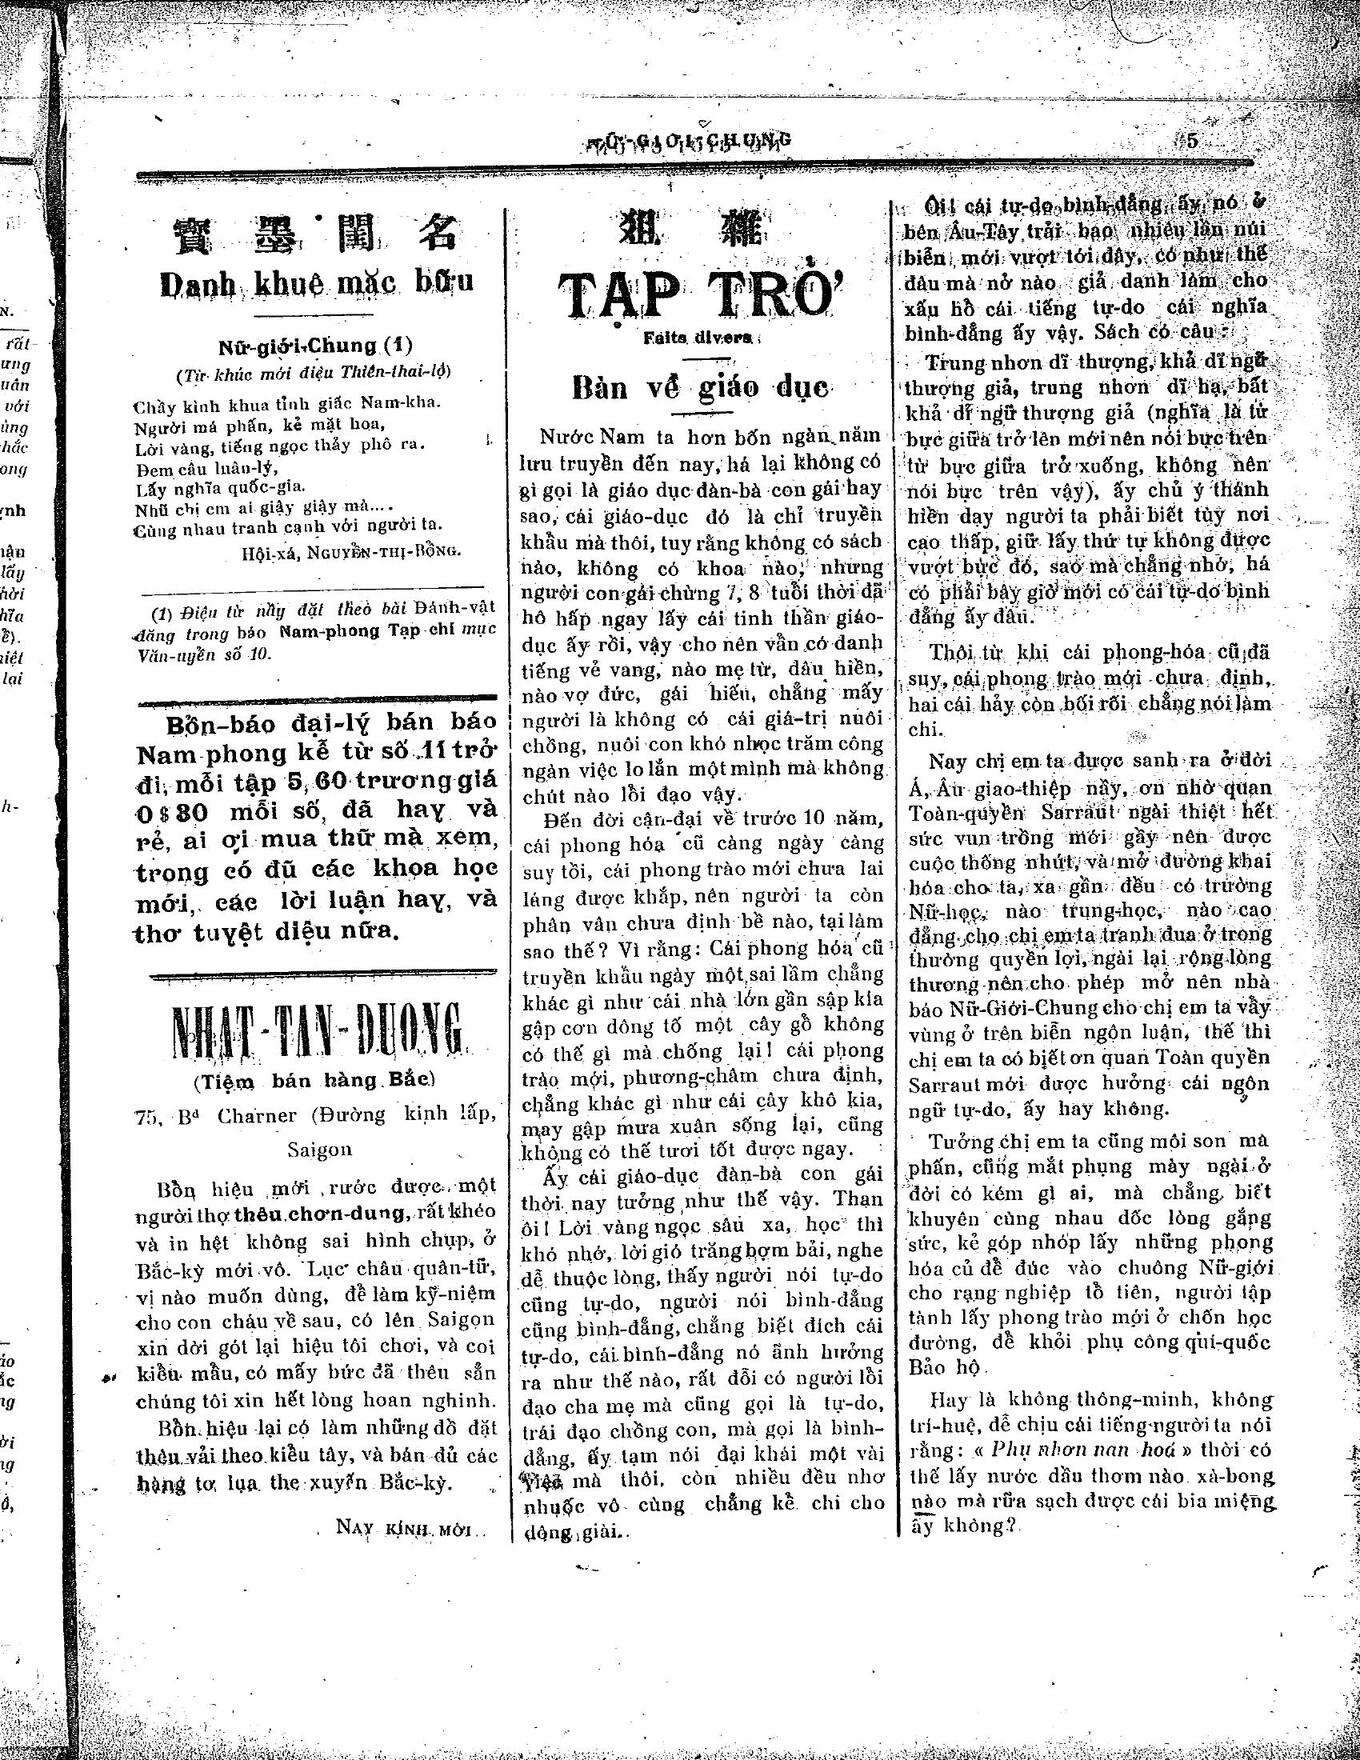 NỮ-GIỚI-CHUNG
5
寶墨閨名
Danh khuê mặc bữu
Nữ-giới-Chung (1)
(Từ khúc mới điệu Thiên-thai-lộ)
Chầy kình khua tỉnh giấc Nam-kha.
Người má phấn, kẻ mặt hoa,
Lời vàng, tiếng ngọc thảy phô ra.
Đem câu luân-lý,
Lấy nghĩa quốc-gia.
Nhũ chị em ai giậy giậy mà....
Cùng nhau tranh cạnh với người ta.
Hội-xá, NGUYỄN-THỊ-BỒNG.
(1) Điệu từ nầy đặt theo bài Đánh-vật
đăng trong báo Nam-phong Tạp chí mục
Văn-uyển số 10.
Bồn-báo đại-lý bán báo
Nam-phong kể từ số 11 trở
đi, mỗi tập 5, 60 trương giá
0$80 mỗi số, đã hay và
rẻ, ai ơi mua thử mà xem,
trong có đũ các khoa học
mới, các lời luận hay, và
thơ tuyệt diệu nữa.
NHAT-TAN-DUONG
(Tiệm bán hàng Bắc)
75, Bd Charner (Đường kinh lấp,
Saigon
Bồn hiệu mới rước được một
người thợ thêu chơn-dung, rất khéo
và in hệt không sai hình chụp, ở
Bắc-kỳ mới vô. Lục châu quân-tữ,
vị nào muốn dùng, để làm kỹ-niệm
cho con cháu về sau, có lên Saigon
xin dời gót lại hiệu tôi chơi, và coi
kiều mẫu, có mấy bức đã thêu sẵn
chúng tôi xin hết lòng hoan nghinh.
Bồn hiệu lại có làm những đồ đặt
thêu vải theo kiểu tây, và bán đủ các
hàng tơ lụa the xuyến Bắc-kỳ.
NAY KÍNH MỜI
俎雜
TẠP TRỞ
Faits divers
Bàn về giáo dục
Nước Nam ta hơn bốn ngàn năm
lưu truyền đến nay, há lại không có
gì gọi là giáo dục đàn-bà con gái hay
sao, cái giáo-dục đó là chỉ truyền
khẩu mà thôi, tuy rằng không có sách
nào, không có khoa nào, nhưng
người con gái chừng 7, 8 tuổi thời đã
hô hấp ngay lấy cái tinh thần giáo-
dục ấy rồi, vậy cho nên vẫn có danh
tiếng vẻ vang, nào mẹ từ, dâu hiền,
nào vợ đức, gái hiếu, chẳng mấy
người là không có cái giá-trị nuôi
chồng, nuôi con khó nhọc trăm công
ngàn việc lo lắn một mình mà không
chút nào lỗi đạo vậy.
Đến đời cận-đại về trước 10 năm,
cái phong hóa cũ càng ngày càng
suy tồi, cái phong trào mới chưa lai
láng được khắp, nên người ta còn
phân vân chưa định bề nào, tại làm
sao thế? Vì rằng: Cái phong hóa cũ
truyền khẩu ngày một sai lầm chẳng
khác gì như cái nhà lớn gần sập kia
gập cơn dông tố một cây gỗ không
có thế gì mà chống lại! cái phong
trào mới, phương-châm chưa định,
chẳng khác gì như cái cây khô kia,
may gập mưa xuân sống lại, cũng
không có thể tươi tốt được ngay.
Ấy cái giáo-dục đàn-bà con gái
thời nay tưởng như thế vậy. Than
ôi! Lời vàng ngọc sâu xa, học thì
khó nhớ, lời gió trăng bợm bải, nghe
dễ thuộc lòng, thấy người nói tự-do
cũng tự-do, người nói bình-đẳng
cũng bình-đẳng, chẳng biết đích cái
tự-do, cái bình-đẳng nó ảnh hưởng
ra như thế nào, rất đỗi có người lỗi
đạo cha mẹ mà cũng gọi là tự-do,
trái đạo chồng con, mà gọi là bình-
đẳng, ấy tạm nói đại khái một vài
việc mà thôi, còn nhiều đều nhơ
nhuốc vô cùng chẳng kể chi cho
dông giài.
Ôi! cái tự-do bình-đẳng ấy nó ở
bên Âu-Tây trải bao nhiêu lần núi
biển mới vượt tới đây, có như thế
đâu mà nở nào giả danh làm cho
xấu hổ cái tiếng tự-do cái nghĩa
bình-đẳng ấy vậy. Sách có câu:
Trung nhơn dĩ thượng, khả dĩ ngữ
thượng giả, trung nhơn dĩ hạ, bất
khả dĩ ngữ thượng giả (nghĩa là từ
bực giữa trở lên mới nên nói bực trên
từ bực giữa trở xuống, không nên
nói bực trên vậy), ấy chủ ý thánh
hiền dạy người ta phải biết tùy nơi
cao thấp, giữ lấy thứ tự không được
vượt bực đó, sao mà chẳng nhớ, há
có phải bây giờ mới có cái tự-do bình
đẳng ấy đâu.
Thôi từ khi cái phong-hóa cũ đã
suy, cái phong trào mới chưa định,
hai cái hảy còn bối rối chẳng nói làm
chi.
Nay chị em ta được sanh ra ở đời
Á, Âu giao-thiệp nầy, ơn nhờ quan
Toàn-quyền Sarraut ngài thiệt hết
sức vun trồng mới gầy nên được
cuộc thống nhứt, và mở đường khai
hóa cho ta, xa gần đều có trường
Nữ-học, nào trung-học, nào cao
đẳng cho chị em ta tranh đua ở trong
thường quyền lợi, ngài lại rộng lòng
thương nên cho phép mở nên nhà
báo Nữ-Giới-Chung cho chị em ta vẫy
vùng ở trên biển ngôn luận, thế thì
chị em ta có biết ơn quan Toàn quyền
Sarraut mới được hưởng cái ngôn
ngữ tự-do, ấy hay không.
Tưởng chị em ta cũng môi son má
phấn, cũng mắt phụng mày ngài ở
đời có kém gì ai, mà chẳng biết
khuyên cùng nhau dốc lòng gắng
sức, kẻ góp nhóp lấy những phong
hóa củ để đúc vào chuông Nữ-giới
cho rạng nghiệp tổ tiên, người tập
tành lấy phong trào mới ở chốn học
đường, để khỏi phụ công qúi-quốc
Bảo hộ.
Hay là không thông-minh, không
trí-huệ, để chịu cái tiếng người ta nói
rằng: « Phụ nhơn nan hoá » thời có
thể lấy nước dầu thơm nào xà-bong
nào mà rữa sạch được cái bia miệng
ấy không?